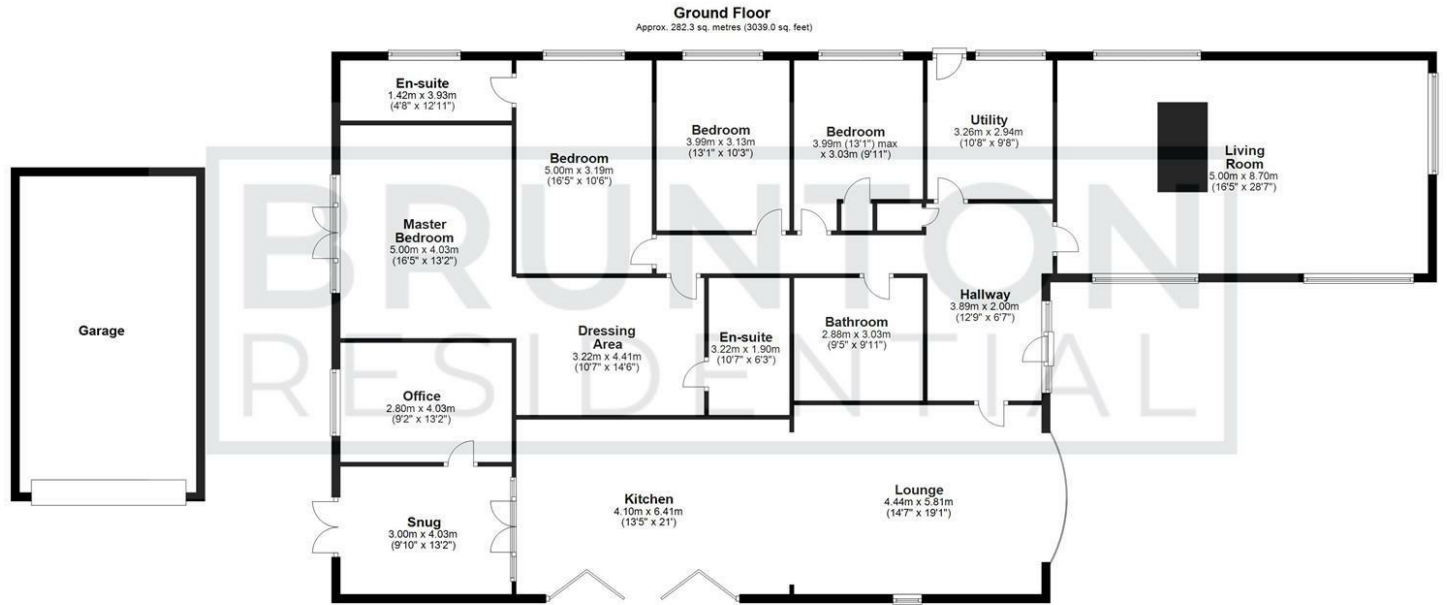 Ground Floor
Approx. 282.3 sq. metres (3039.0 sq. feet)
En-suite
1.42m x 3.93m
(4'8" x 12'11")
Bedroom
5.00m x 3.19m
(16'5" x 10'6")
Bedroom
3.99m x 3.13m
(13'1" x 10'3")
Bedroom
3.99m (13'1") max
x 3.03m (9'11")
Utility
3.26m x 2.94m
(10'8" x 9'8")
Living
Room
5.00m x 8.70m
(16'5" x 28'7")
Master
Bedroom
5.00m x 4.03m
(16'5" x 13'2")
Garage
Dressing
Area
3.22m x 4.41m
(10'7" x 14'6")
En-suite
3.22m x 1.90m
(10'7" x 6'3")
Bathroom
2.88m x 3.03m
(9'5" x 9'11")
Hallway
3.89m x 2.00m
(12'9" x 6'7")
Office
2.80m x 4.03m
(9'2" x 13'2")
Snug
3.00m x 4.03m
(9'10" x 13'2")
Kitchen
4.10m x 6.41m
(13'5" x 21')
Lounge
4.44m x 5.81m
(14'7" x 19'1")
BRUNTON
RESIDENTIAL